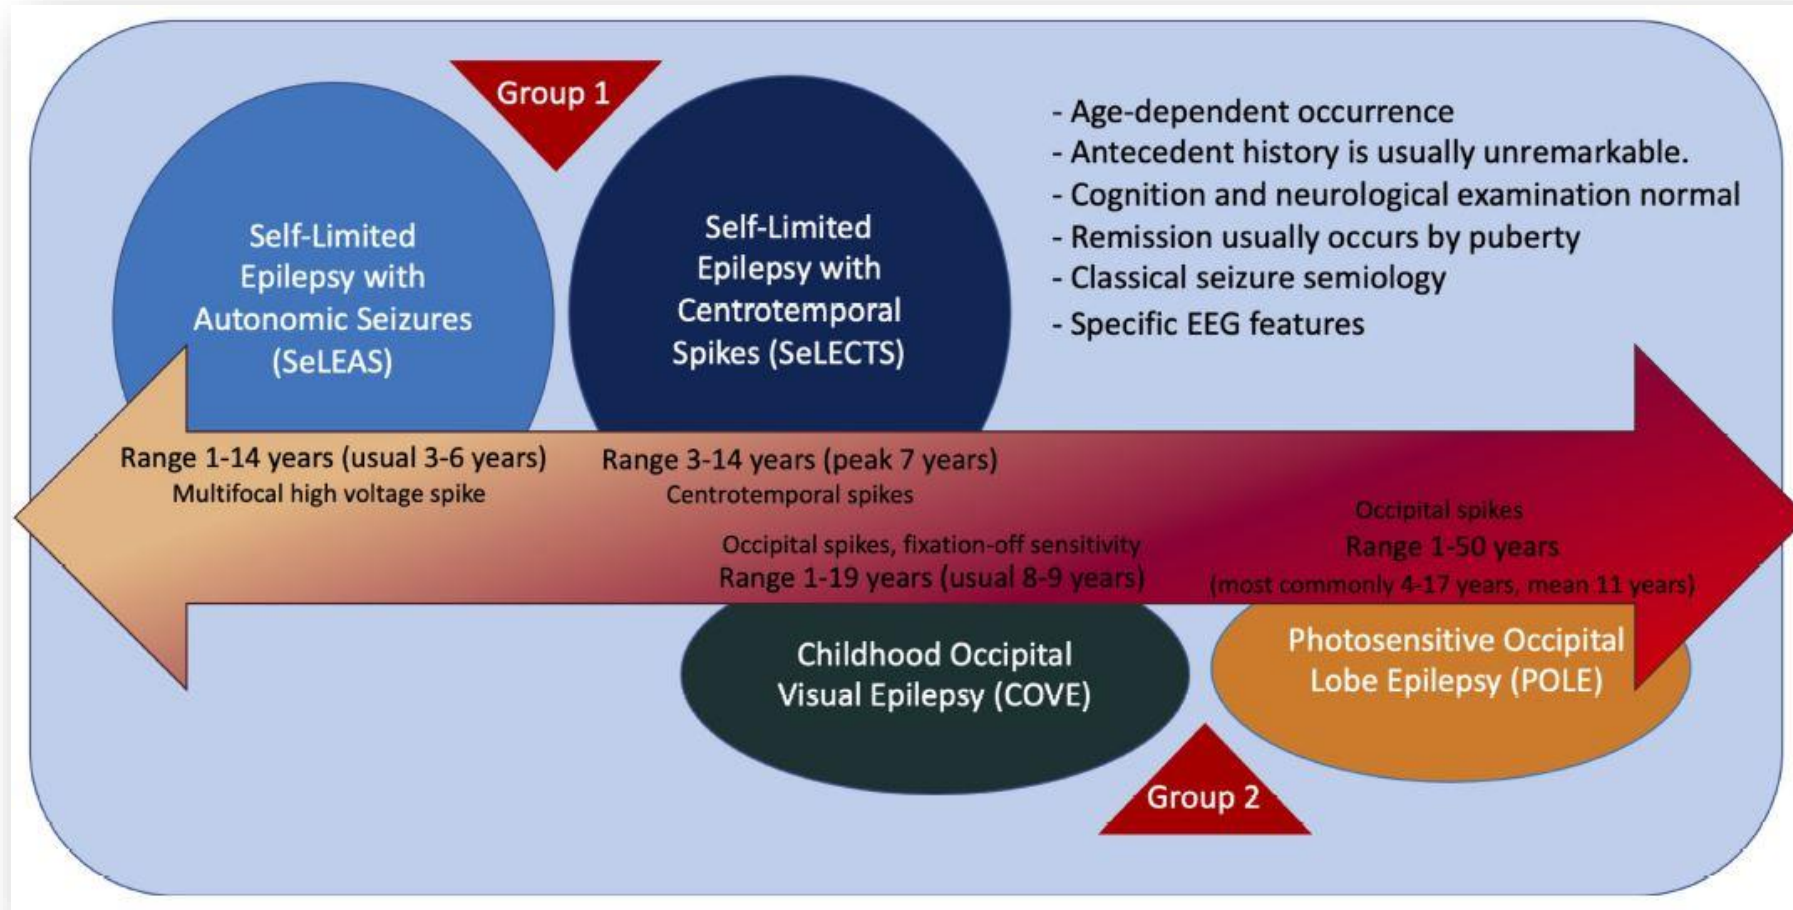 Group 1
Self-Limited
Epilepsy with
Autonomic Seizures
(SeLEAS)
Self-Limited
Epilepsy with
Centrotemporal
Spikes (SeLECTS)
- Age-dependent occurrence
- Antecedent history is usually unremarkable.
- Cognition and neurological examination normal
- Remission usually occurs by puberty
- Classical seizure semiology
- Specific EEG features
Range 1-14 years (usual 3-6 years)
Multifocal high voltage spike
Range 3-14 years (peak 7 years)
Centrotemporal spikes
Occipital spikes, fixation-off sensitivity
Range 1-19 years (usual 8-9 years)
Occipital spikes
Range 1-50 years
(most commonly 4-17 years, mean 11 years)
Childhood Occipital
Visual Epilepsy (COVE)
Photosensitive Occipital
Lobe Epilepsy (POLE)
Group 2